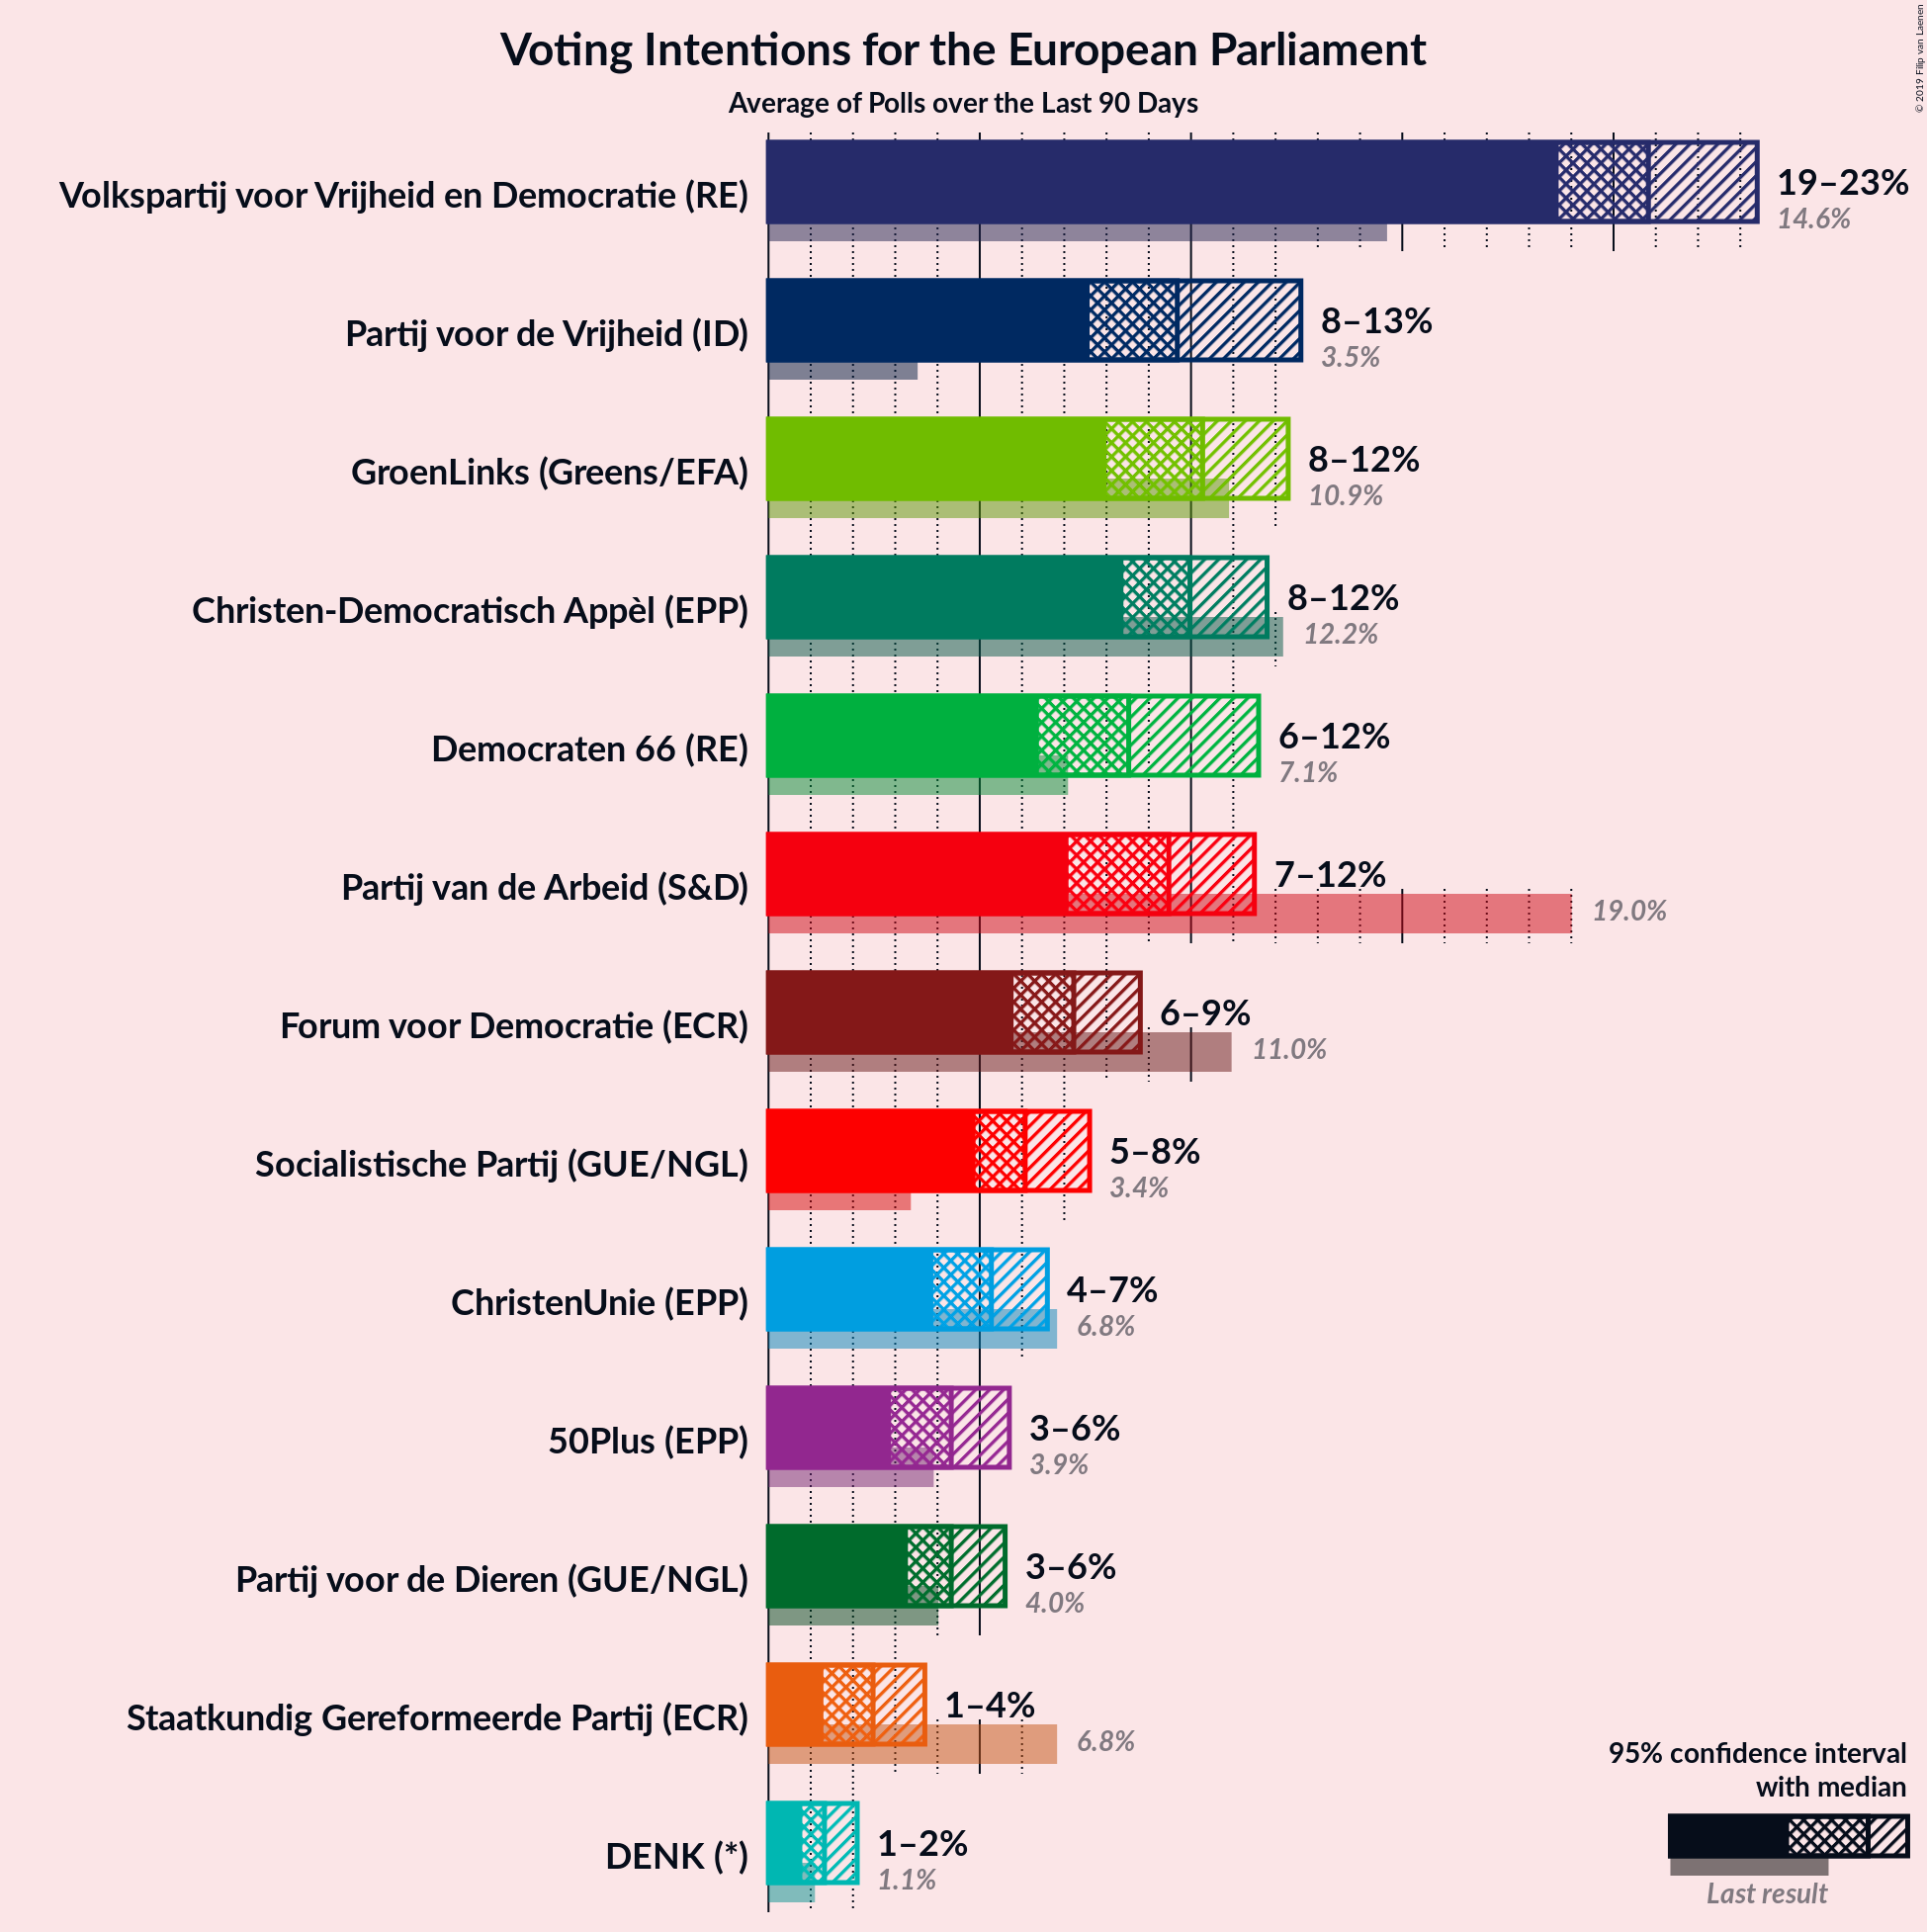 © 2019 Filip van Laenen
Voting Intentions for the European Parliament
Average of Polls over the Last 90 Days
Volkspartij voor Vrijheid en Democratie (RE)
19–23%
14.6%
Partij voor de Vrijheid (ID)
8–13%
3.5%
GroenLinks (Greens/EFA)
8–12%
10.9%
Christen-Democratisch Appèl (EPP)
8–12%
12.2%
Democraten 66 (RE)
6–12%
7.1%
Partij van de Arbeid (S&D)
7–12%
19.0%
Forum voor Democratie (ECR)
6–9%
11.0%
Socialistische Partij (GUE/NGL)
5–8%
3.4%
ChristenUnie (EPP)
4–7%
6.8%
50Plus (EPP)
3–6%
3.9%
Partij voor de Dieren (GUE/NGL)
3–6%
4.0%
Staatkundig Gereformeerde Partij (ECR)
1–4%
6.8%
DENK (*)
1–2%
1.1%
95% confidence interval
with median
Last result